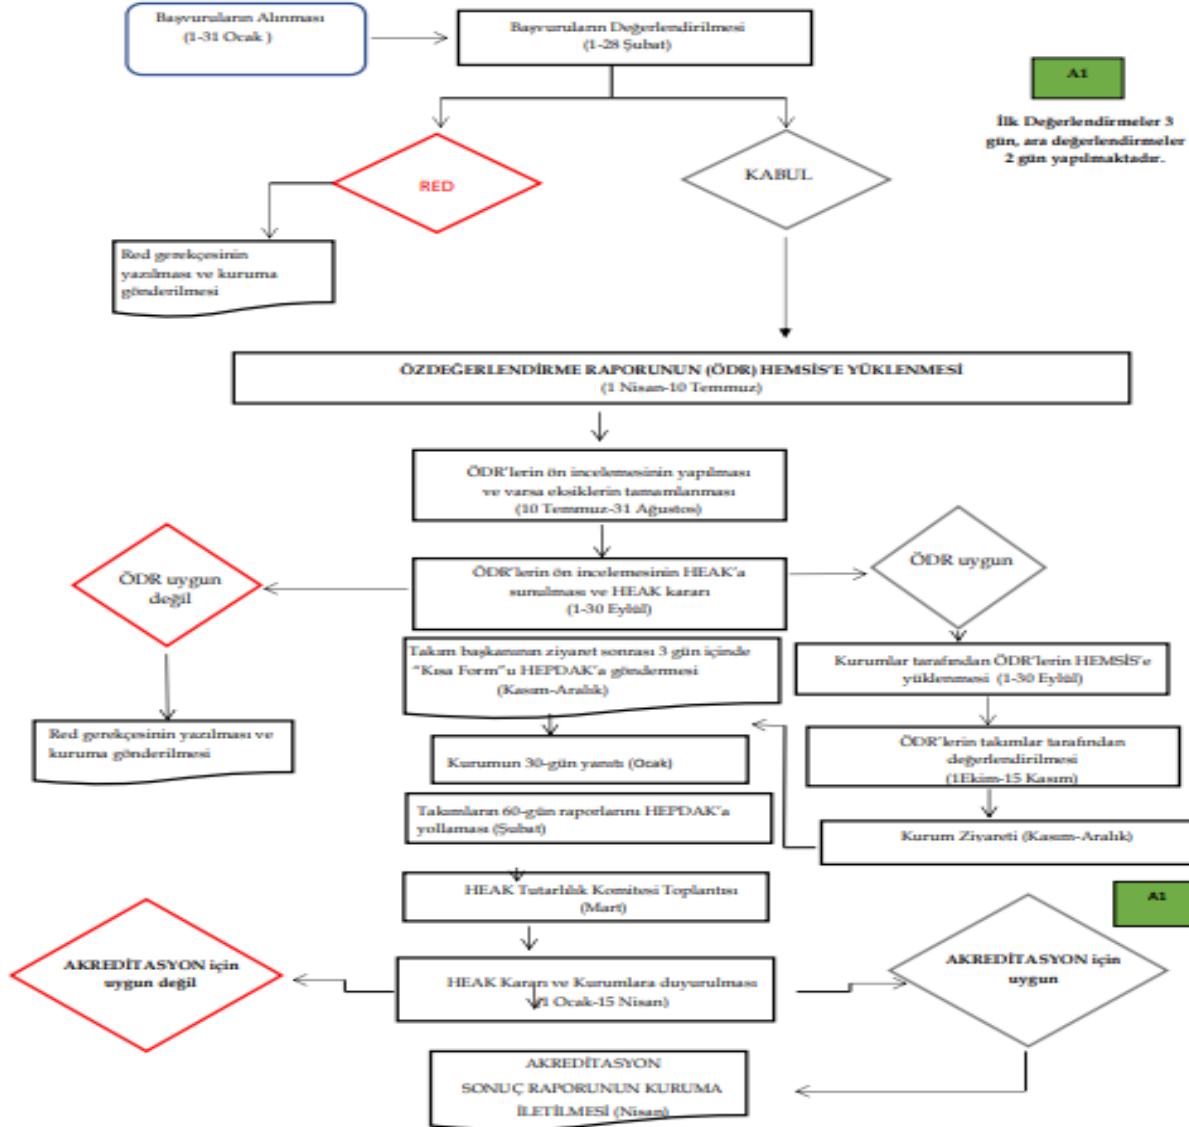 Başvuruların Alınması
(1-31 Ocak )
Başvuruların Değerlendirilmesi
(1-28 Şubat)
A1
İlk Değerlendirmeler 3
gün, ara değerlendirmeler
2 gün yapılmaktadır.
RED
KABUL
Red gerekçesinin
yazılması ve kuruma
gönderilmesi
ÖZDEĞERLENDİRME RAPORUNUN (ÖDR) HEMSİS'E YÜKLENMESİ
(1 Nisan-10 Temmuz)
ÖDR'lerin ön incelemesinin yapılması
ve varsa eksiklerin tamamlanması
(10 Temmuz-31 Ağustos)
ÖDR uygun
değil
ÖDR'lerin ön incelemesinin HEAK'a
sunulması ve HEAK kararı
(1-30 Eylül)
ÖDR uygun
Takım başkanının ziyaret sonrası 3 gün içinde
"Kısa Form"u HEPDAK'a göndermesi
(Kasım-Aralık)
Kurumlar tarafından ÖDR'lerin HEMSİS'e
yüklenmesi (1-30 Eylül)
Red gerekçesinin yazılması ve
kuruma gönderilmesi
Kurumun 30-gün yanıtı (Ocak)
ÖDR'lerin takımlar tarafından
değerlendirilmesi
(1Ekim-15 Kasım)
Takımların 60-gün raporlarını HEPDAK'a
yollaması (Şubat)
Kurum Ziyareti (Kasım-Aralık)
HEAK Tutarlılık Komitesi Toplantısı
(Mart)
A1
AKREDİTASYON için
uygun değil
HEAK Kararı ve Kurumlara duyurulması
(1 Ocak-15 Nisan)
AKREDİTASYON için
uygun
AKREDİTASYON
SONUÇ RAPORUNUN KURUMA
İLETİLMESİ (Nisan)